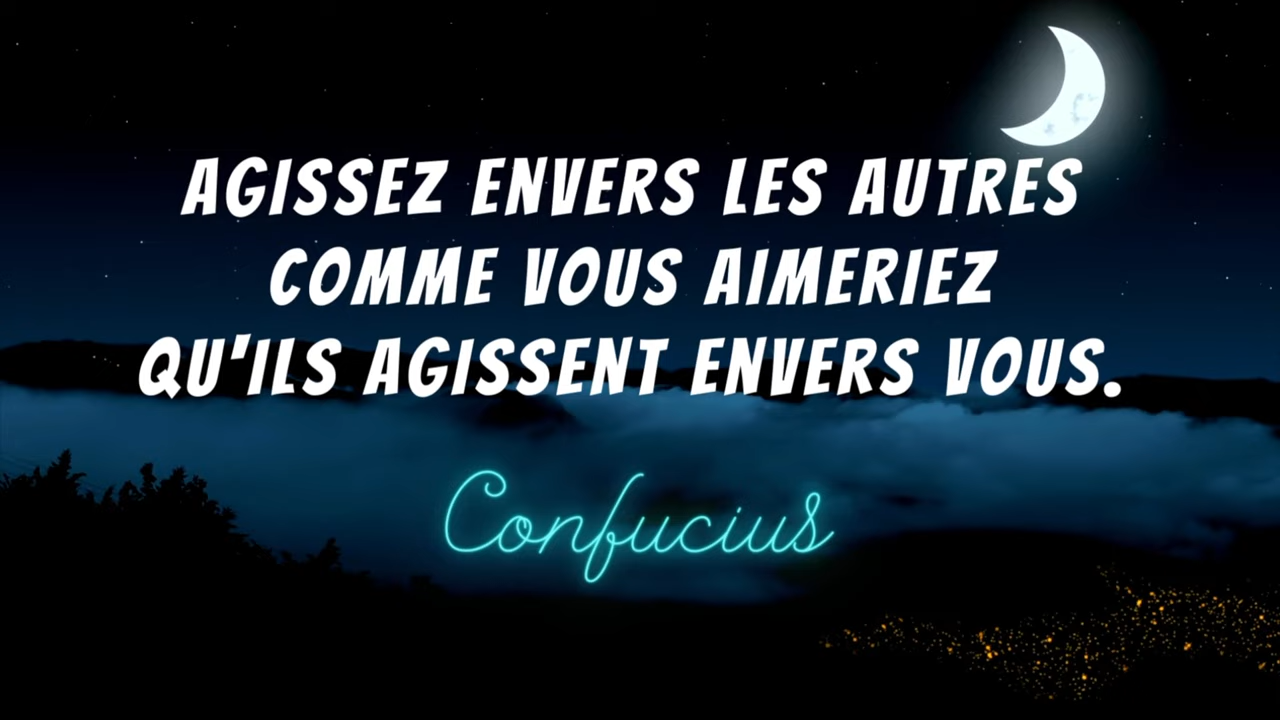 AGISSEZ ENVERS LES AUTRES
COMME VOUS AIMERIEZ
QU'ILS AGISSENT ENVERS VOUS.
Confucius